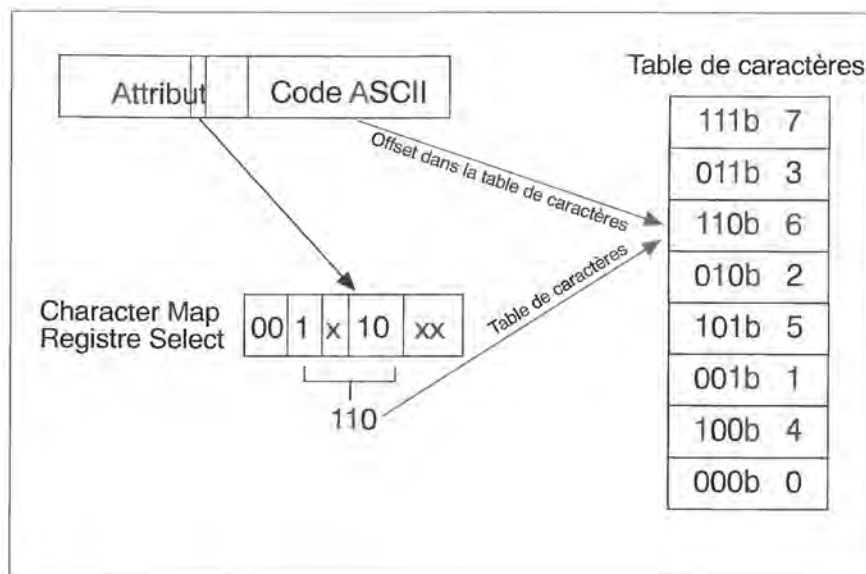 Attribut Code ASCII
Table de caractères
Offset dans la table de caractères
111b 7
011b 3
110b 6
010b 2
101b 5
001b 1
100b 4
000b 0
Character Map
Registre Select
00 1 x 10 xx
110
Table de caractères